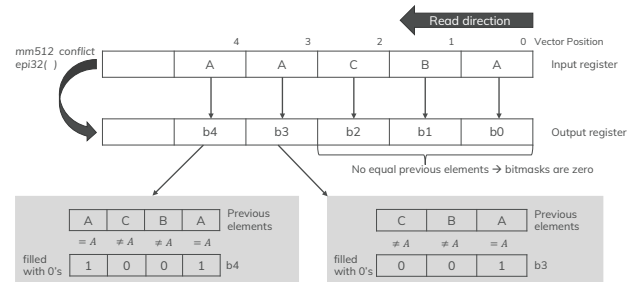 Read direction
4 3 2 1 0 Vector Position
mm512 conflict
epi32( )
A A C B A Input register
b4 b3 b2 b1 b0 Output register
No equal previous elements → bitmasks are zero
A C B A Previous
elements
= A ≠ A ≠ A = A
filled
with 0's 1 0 0 1 b4
C B A Previous
elements
≠ A ≠ A = A
filled
with 0's 0 0 1 b3